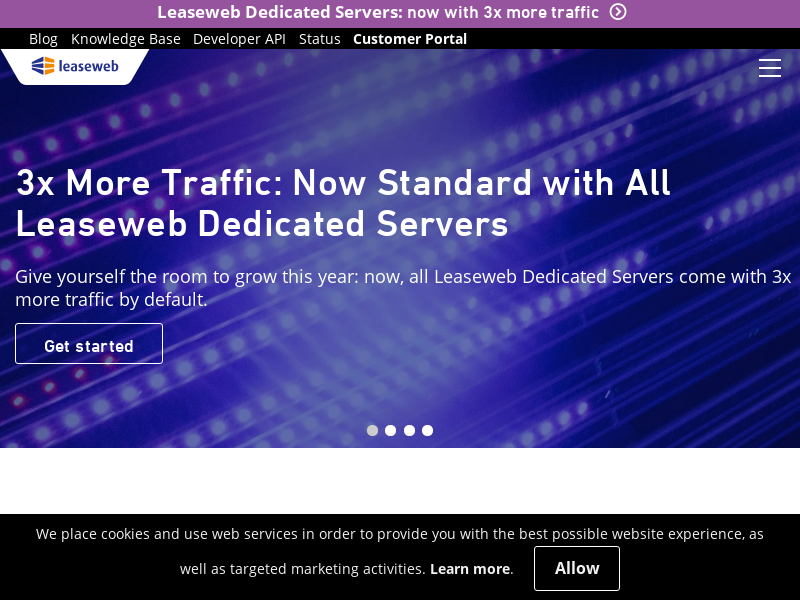 Leaseweb Dedicated Servers: now with 3x more traffic
Blog Knowledge Base Developer API Status Customer Portal
leaseweb
3x More Traffic: Now Standard with All
Leaseweb Dedicated Servers
Give yourself the room to grow this year: now, all Leaseweb Dedicated Servers come with 3x
more traffic by default.
Get started
We place cookies and use web services in order to provide you with the best possible website experience, as
well as targeted marketing activities. Learn more. Allow